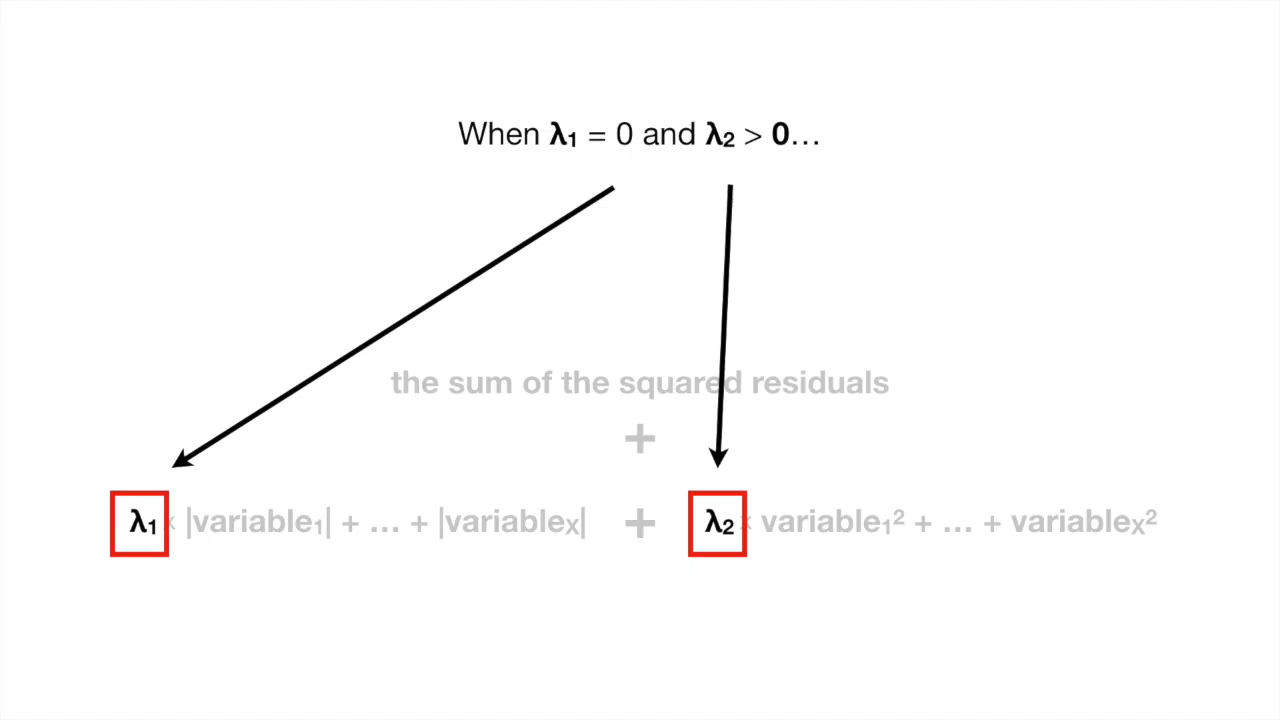 When λ₁ = 0 and λ₂ > 0…
the sum of the squared residuals
+
λ₁ x |variable₁| + … + |variableₓ| + λ₂ x variable₁² + … + variableₓ²